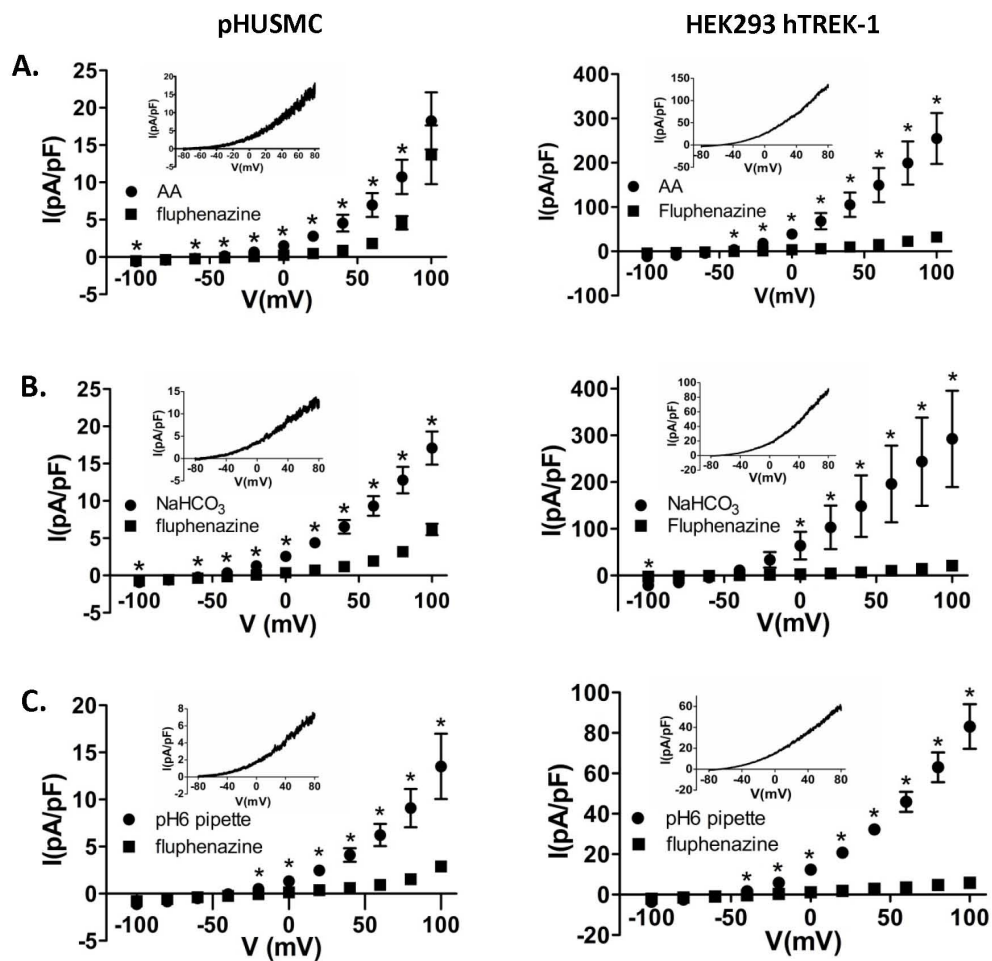 pHUSMC
HEK293 hTREK-1
A.
I(pA/pF)
25
20
15
10
5
0
-5
-100 -50 0 50 100
V(mV)
AA
fluphenazine
* * * * * * * * *
I(pA/pF)
20
15
10
5
0
-80 -60 -40 -20 0 20 40 60 80
V(mV)
I(pA/pF)
400
300
200
100
0
-100
-100 -50 0 50 100
V(mV)
AA
Fluphenazine
* * * * * * * *
I(pA/pF)
150
100
50
0
-50
-80 -40 0 40 80
V(mV)
B.
I(pA/pF)
25
20
15
10
5
0
-5
-100 -50 0 50 100
V (mV)
NaHCO3
fluphenazine
* * * * * * * * * *
I(pA/pF)
15
10
5
0
-5
-80 -40 0 40 80
V(mV)
I(pA/pF)
400
300
200
100
0
-100 -50 0 50 100
V(mV)
NaHCO3
Fluphenazine
* * * * * * *
I(pA/pF)
100
80
60
40
20
0
-20
-80 -40 0 40 80
V(mV)
C.
I(pA/pF)
20
15
10
5
0
-5
-100 -50 0 50 100
V (mV)
pH6 pipette
fluphenazine
* * * * * * *
I(pA/pF)
8
6
4
2
0
-2
-80 -40 0 40 80
V(mV)
I(pA/pF)
100
80
60
40
20
0
-20
-100 -50 0 50 100
V(mV)
pH6 pipette
fluphenazine
* * * * * * * *
I(pA/pF)
60
40
20
0
-20
-80 -40 0 40 80
V(mV)